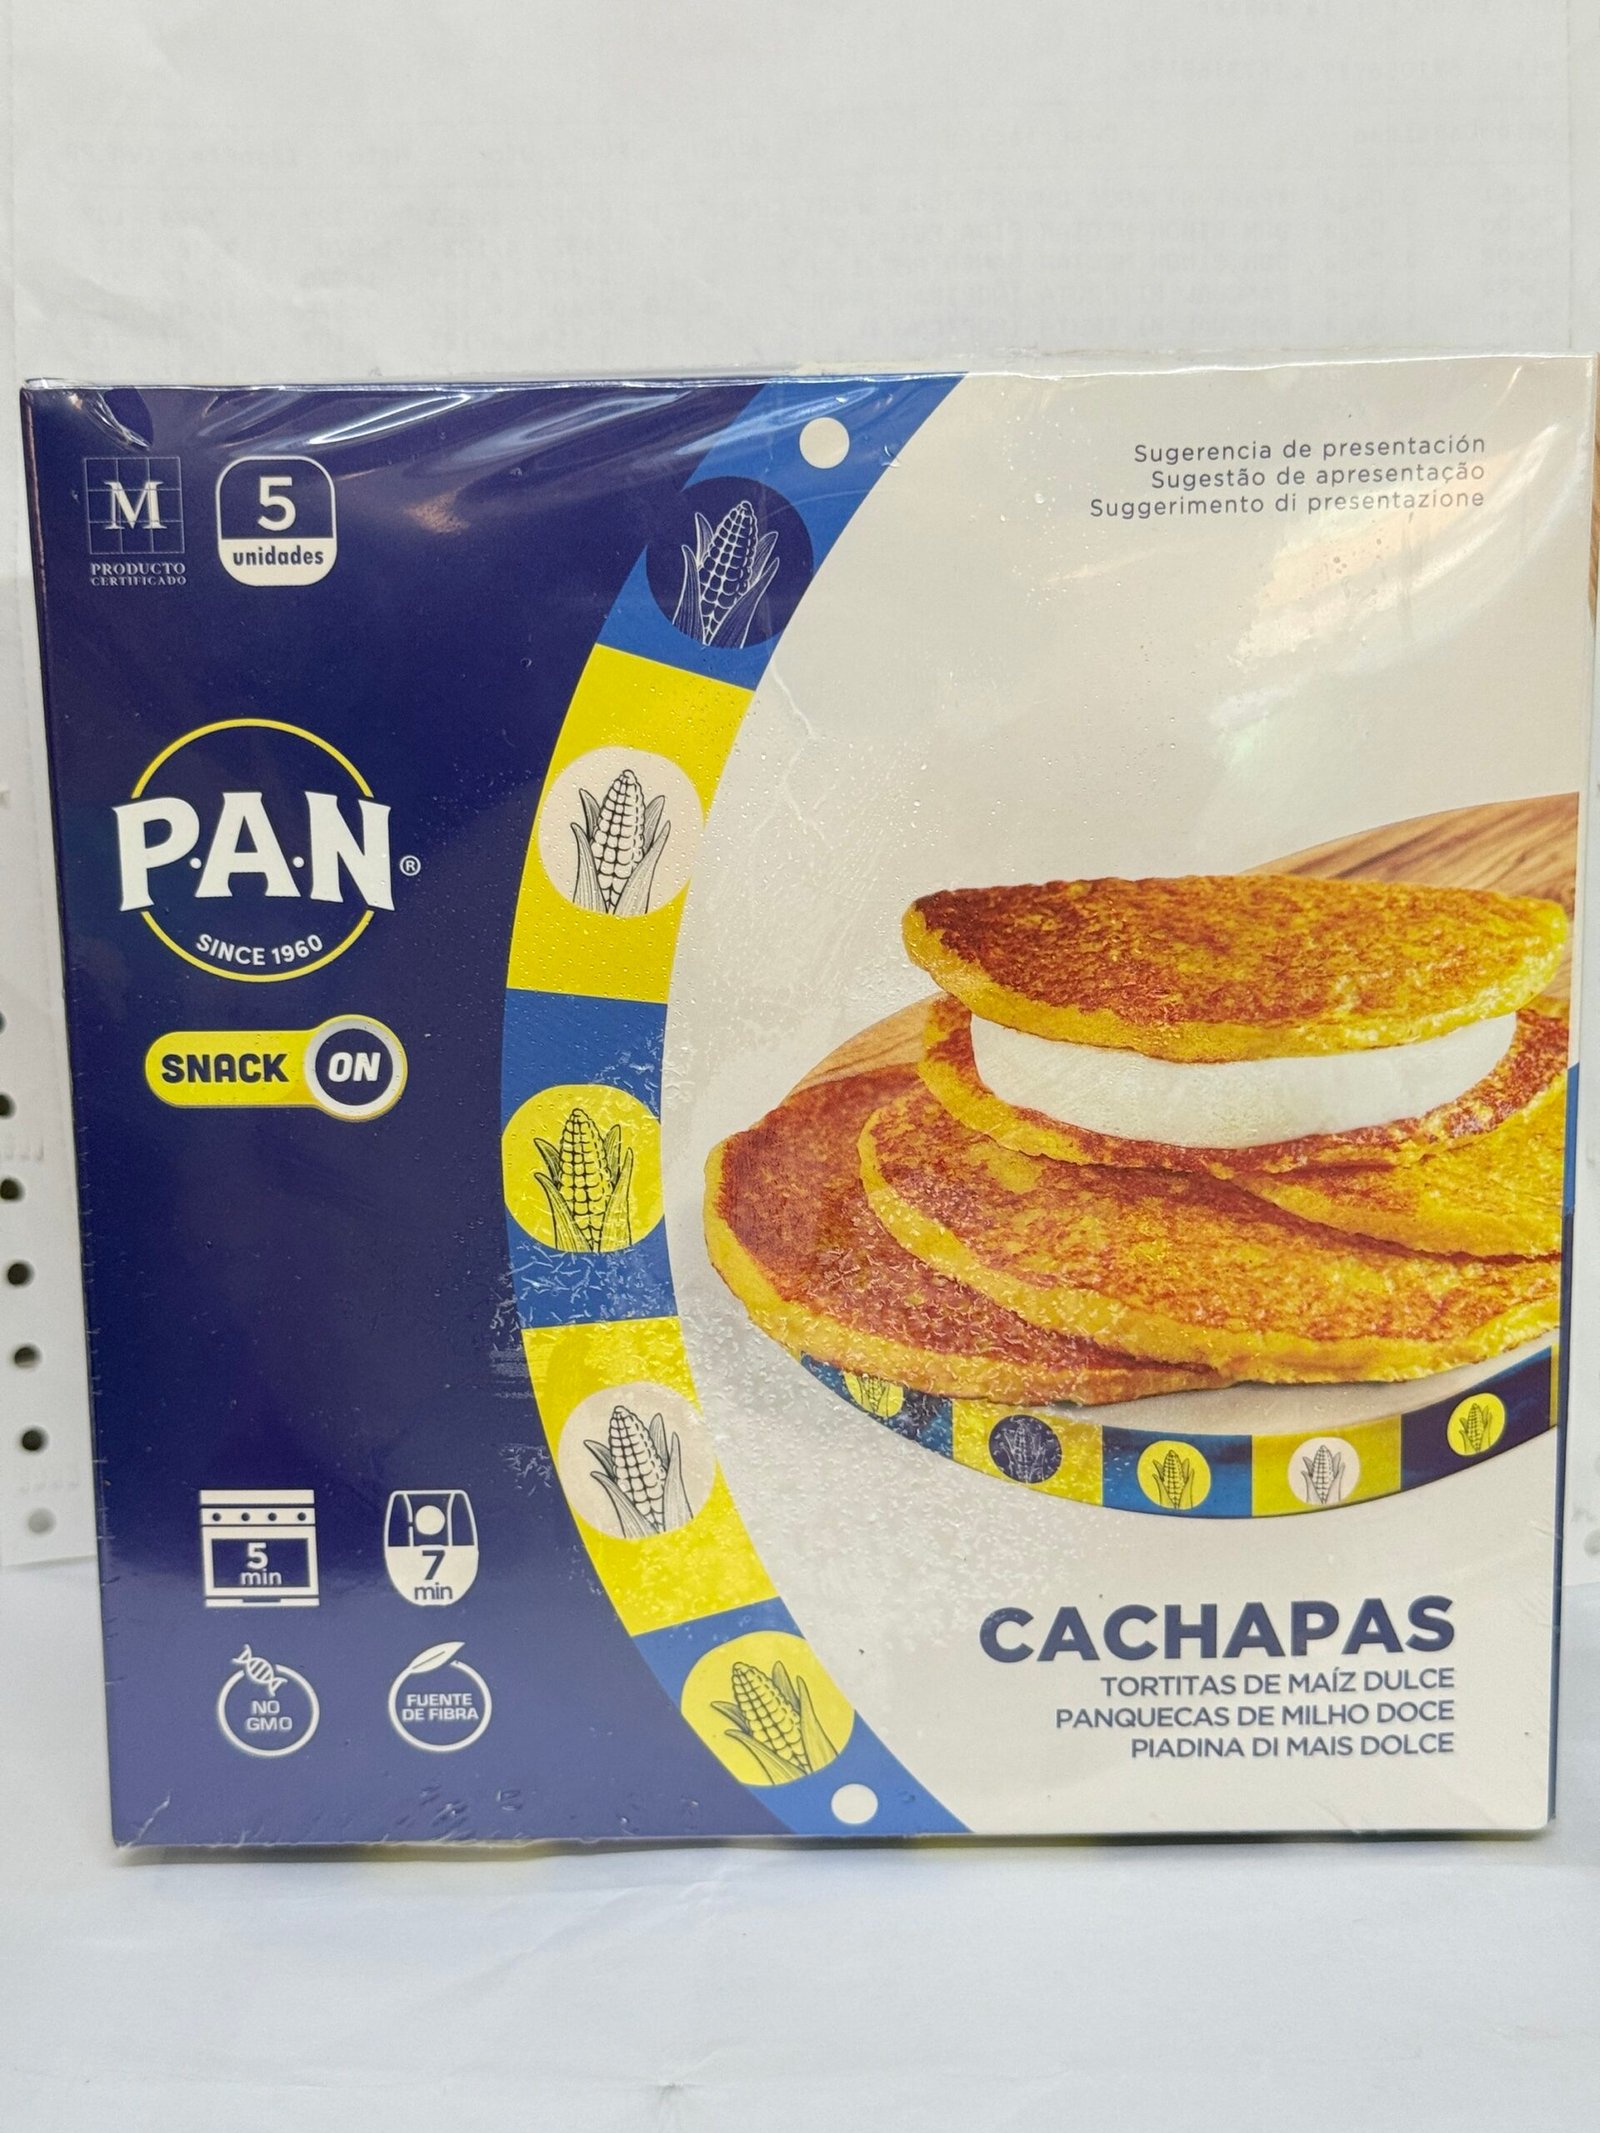 Sugerencia de presentación
Sugestão de apresentação
Suggerimento di presentazione
M
PRODUCTO
CERTIFICADO
5
unidades
P.A.N®
SINCE 1960
SNACK ON
5
min
7
min
NO
GMO
FUENTE
DE FIBRA
CACHAPAS
TORTITAS DE MAÍZ DULCE
PANQUECAS DE MILHO DOCE
PIADINA DI MAIS DOLCE